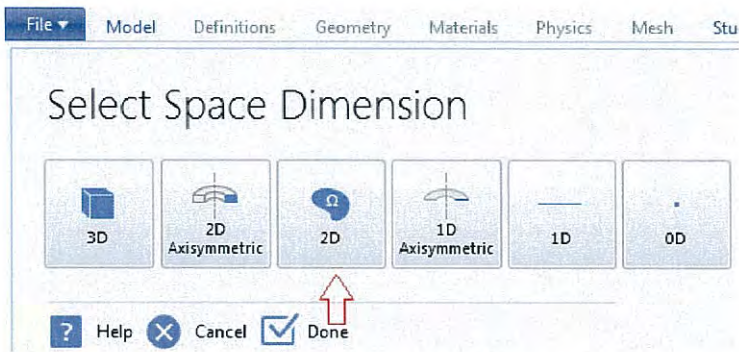 File Model Definitions Geometry Materials Physics Mesh Stu
Select Space Dimension
3D 2D Axisymmetric Ω 2D 1D Axisymmetric 1D 0D
? Help Cancel Done